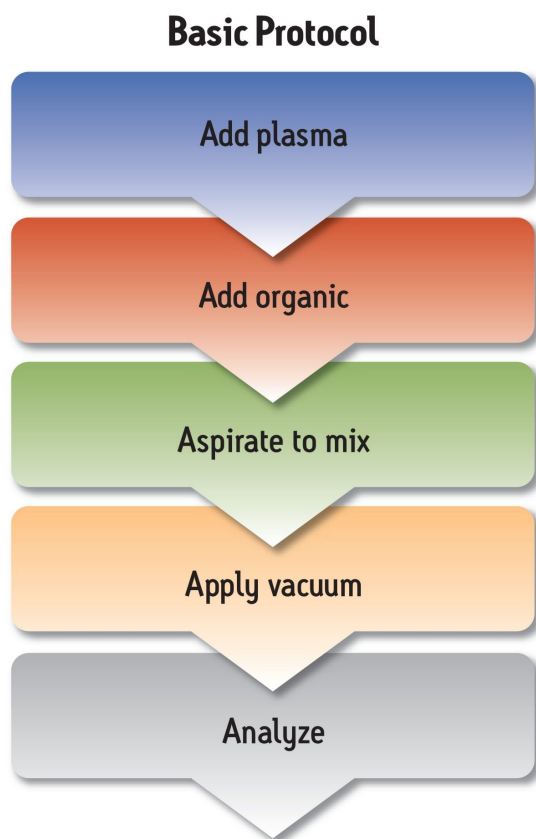 Basic Protocol
Add plasma
Add organic
Aspirate to mix
Apply vacuum
Analyze